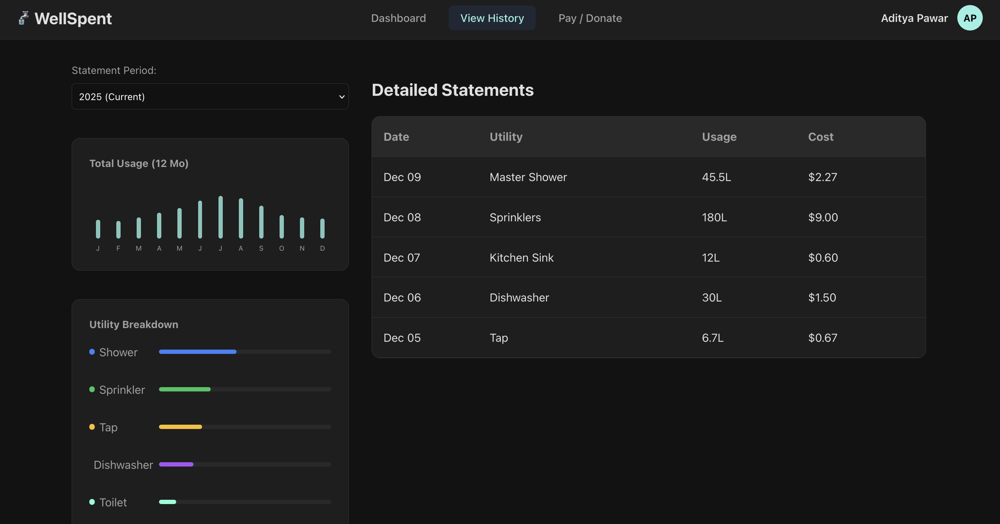 WellSpent
Dashboard
View History
Pay / Donate
Aditya Pawar
AP
Statement Period:
2025 (Current)
Total Usage (12 Mo)
J F M A M J J A S O N D
Utility Breakdown
Shower
Sprinkler
Tap
Dishwasher
Toilet
Detailed Statements
Date Utility Usage Cost
Dec 09 Master Shower 45.5L $2.27
Dec 08 Sprinklers 180L $9.00
Dec 07 Kitchen Sink 12L $0.60
Dec 06 Dishwasher 30L $1.50
Dec 05 Tap 6.7L $0.67